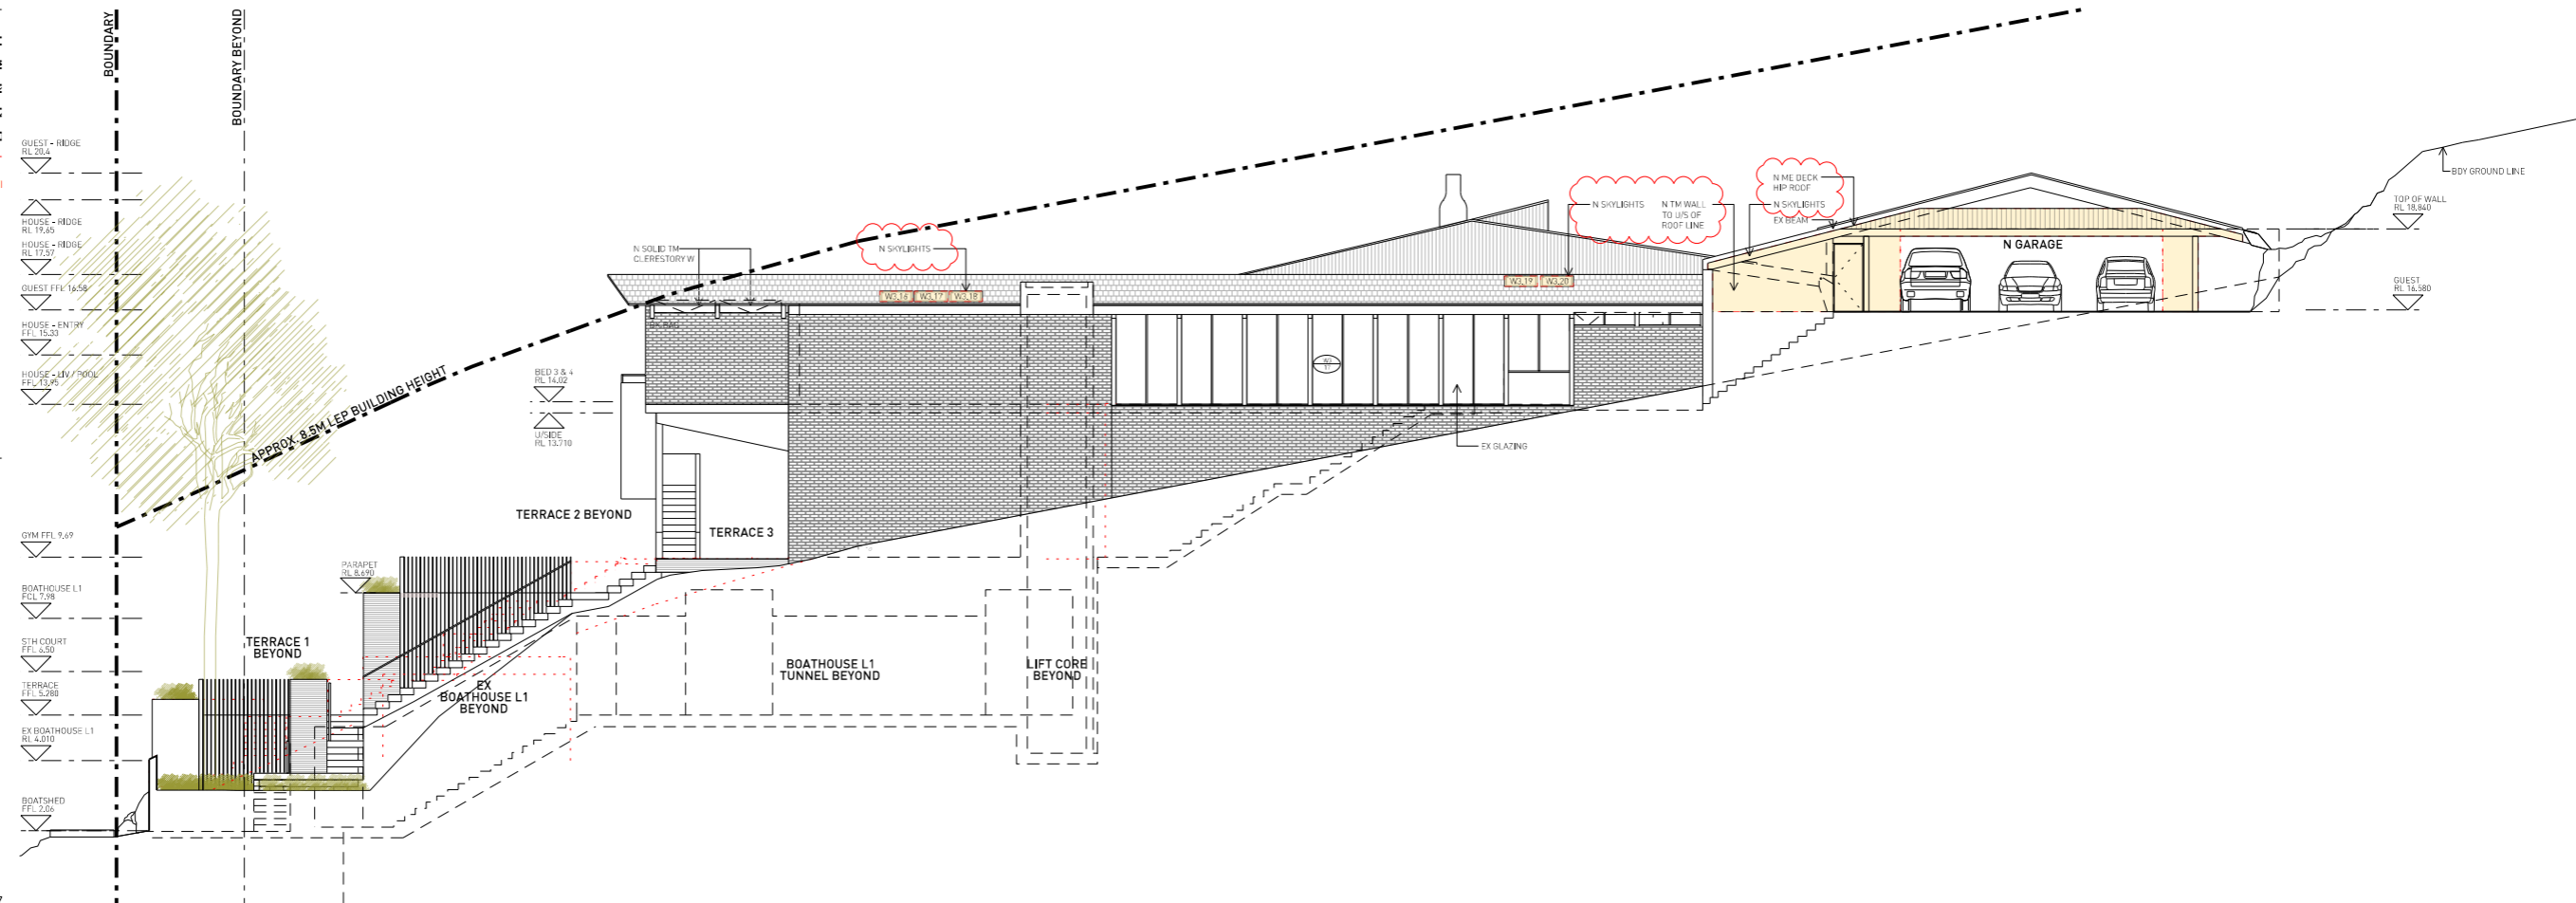 BOUNDARY
BOUNDARY BEYOND
GUEST - RIDGE
RL 20.4
HOUSE - RIDGE
RL 19.65
HOUSE - RIDGE
RL 17.57
GUEST FFL 16.58
HOUSE - ENTRY
FFL 15.33
HOUSE - LIV / POOL
FFL 13.95
GYM FFL 9.69
BOATHOUSE L1
FCL 7.98
STH COURT
FFL 6.50
TERRACE
FFL 5.280
EX BOATHOUSE L1
RL 4.010
BOATSHED
FFL 2.06
APPROX. 8.5M LEP BUILDING HEIGHT
PARAPET
RL 8.690
TERRACE 1
BEYOND
EX
BOATHOUSE L1
BEYOND
TERRACE 2 BEYOND
TERRACE 3
BED 3 & 4
RL 14.02
U/SIDE
RL 13.710
N SOLID TM
CLERESTORY W
N SKYLIGHTS
W3.16 W3.17 W3.18
BOATHOUSE L1
TUNNEL BEYOND
LIFT CORE
BEYOND
W3
EX GLAZING
W3.19 W3.20
N SKYLIGHTS
N TM WALL
TO U/S OF
ROOF LINE
N ME DECK
HIP ROOF
N SKYLIGHTS
EX BEAM
N GARAGE
BDY GROUND LINE
TOP OF WALL
RL 18.840
GUEST
RL 16.580